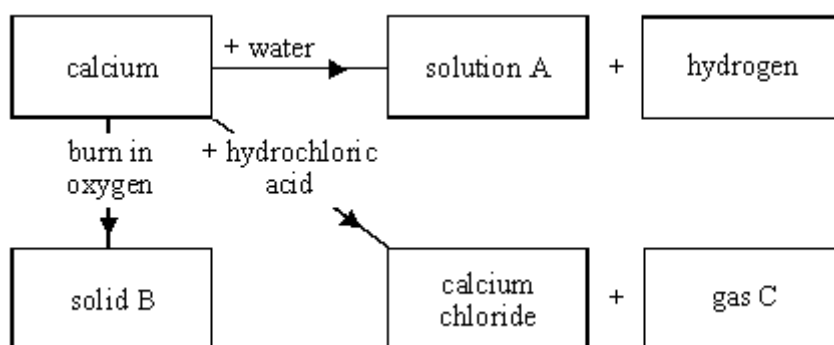 + water
calcium
solution A
+
hydrogen
burn in
oxygen
+ hydrochloric
acid
solid B
calcium
chloride
+
gas C